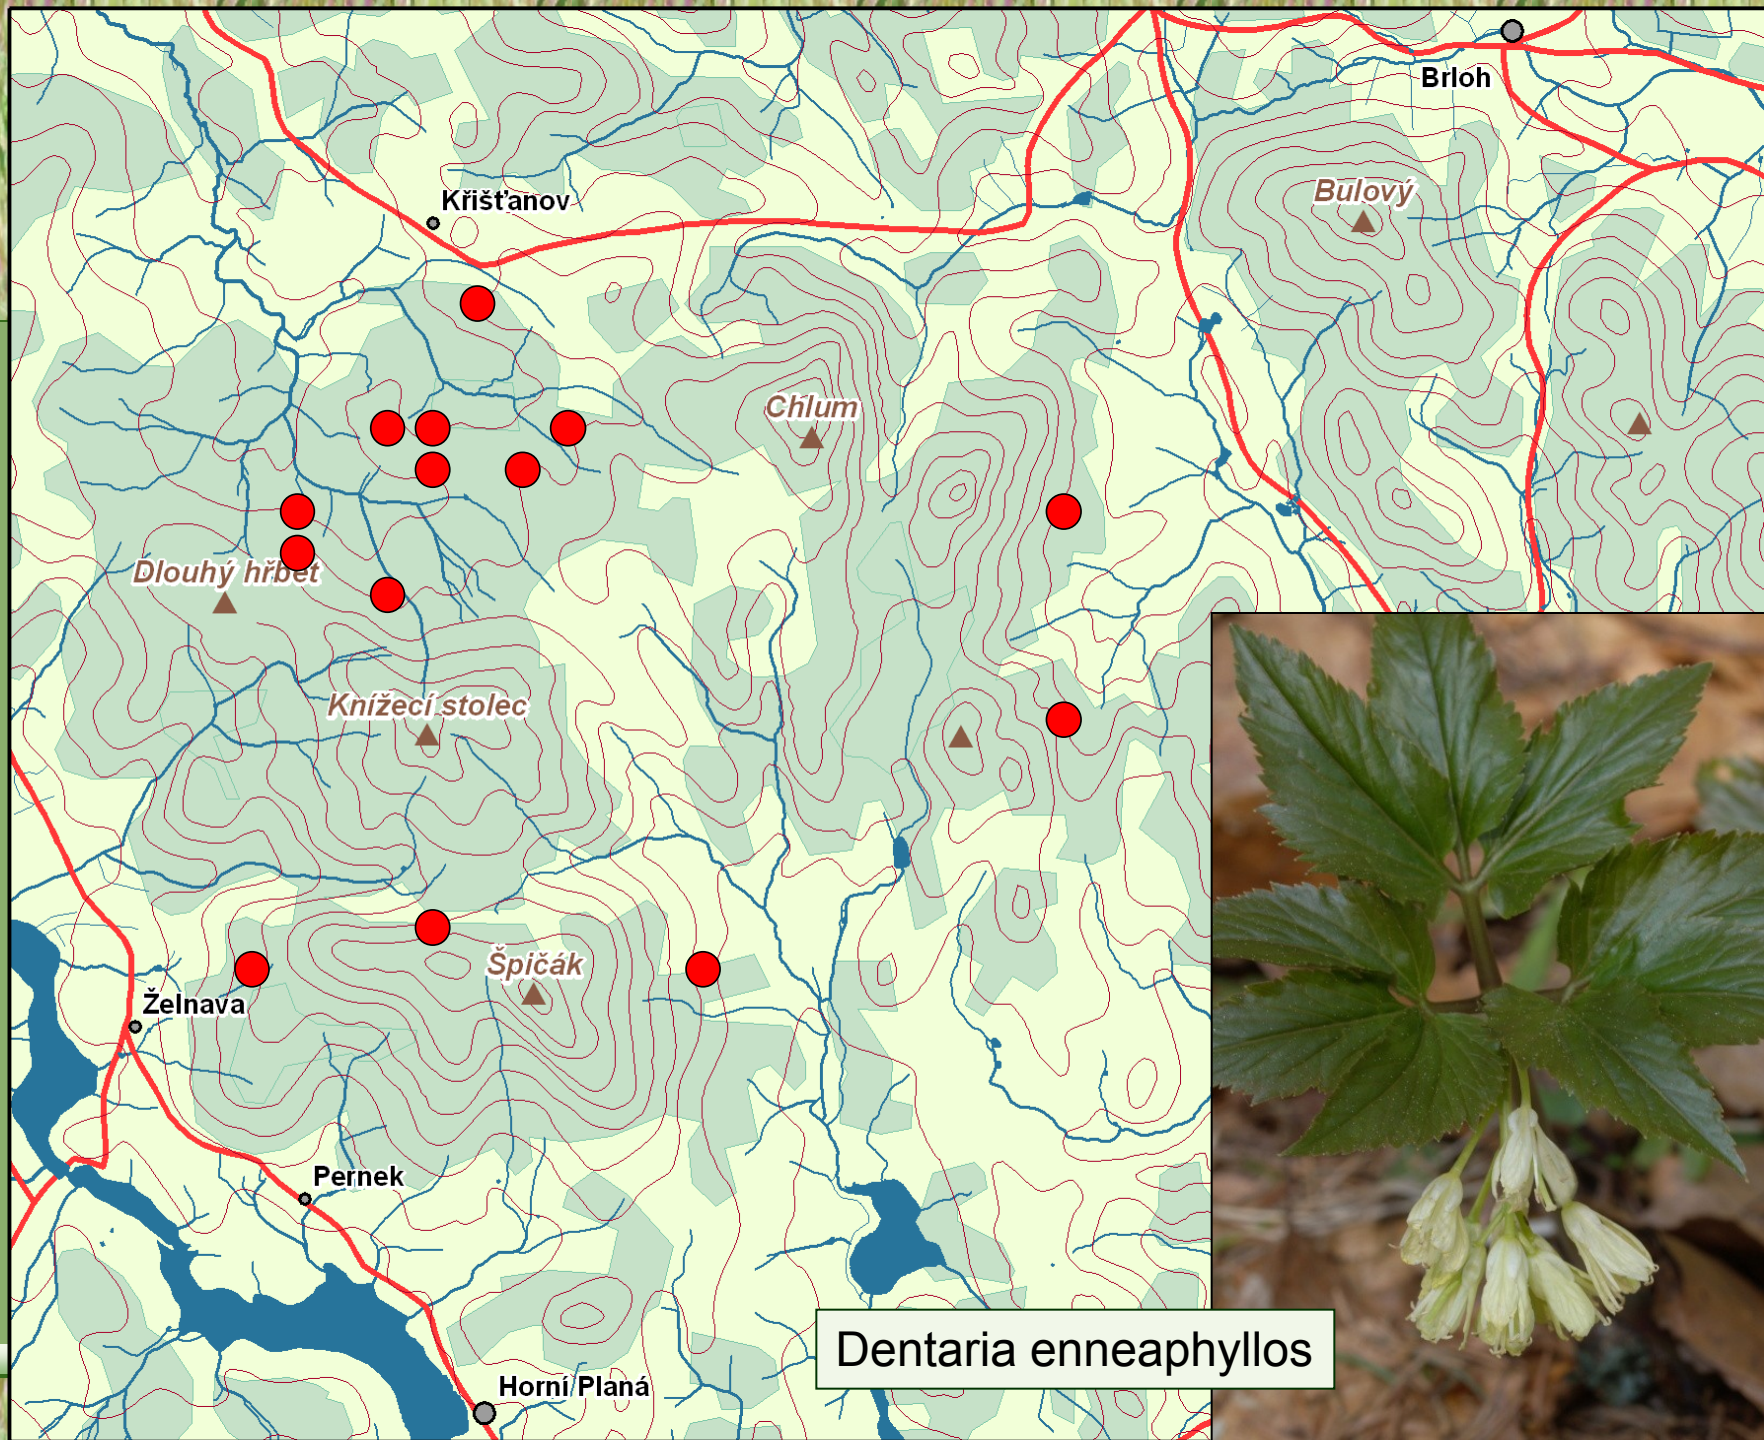 Brloh
Bulový
Křišťanov
Chlum
Dlouhý hřbet
Knížecí stolec
Špičák
Želnava
Pernek
Dentaria enneaphyllos
Horní Planá